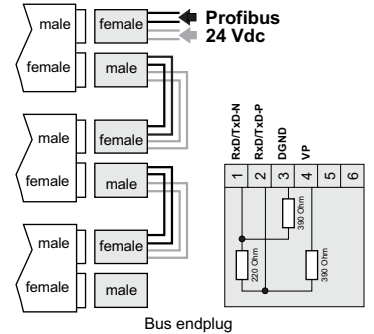 male female Profibus
24 Vdc
female male
male female
female male
male female
female male
RxD/TxD-N
RxD/TxD-P
DGND
VP
1 2 3 4 5 6
390 Ohm
220 Ohm
390 Ohm
Bus endplug